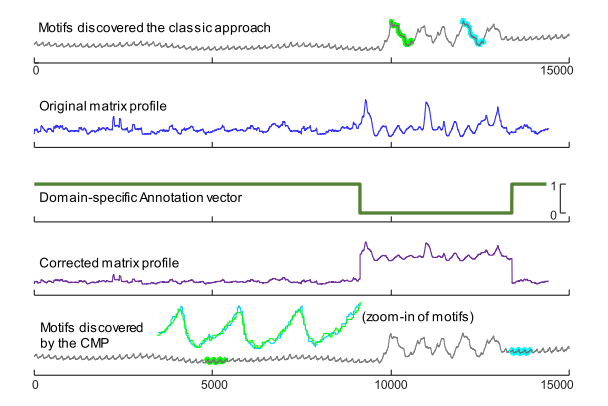 Motifs discovered the classic approach
0
15000
Original matrix profile
Domain-specific Annotation vector
1
0
Corrected matrix profile
Motifs discovered
by the CMP
(zoom-in of motifs)
0
5000
10000
15000